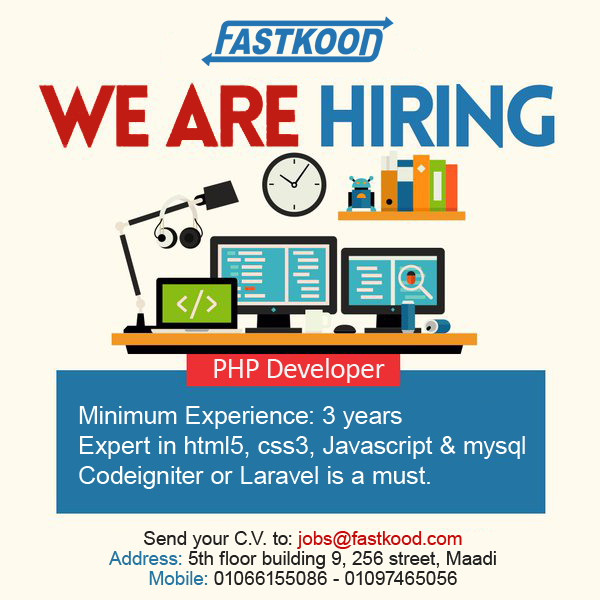 FASTKOOD
WE ARE HIRING
</>
PHP Developer
Minimum Experience: 3 years
Expert in html5, css3, Javascript & mysql
Codeigniter or Laravel is a must.
Send your C.V. to: jobs@fastkood.com
Address: 5th floor building 9, 256 street, Maadi
Mobile: 01066155086 - 01097465056